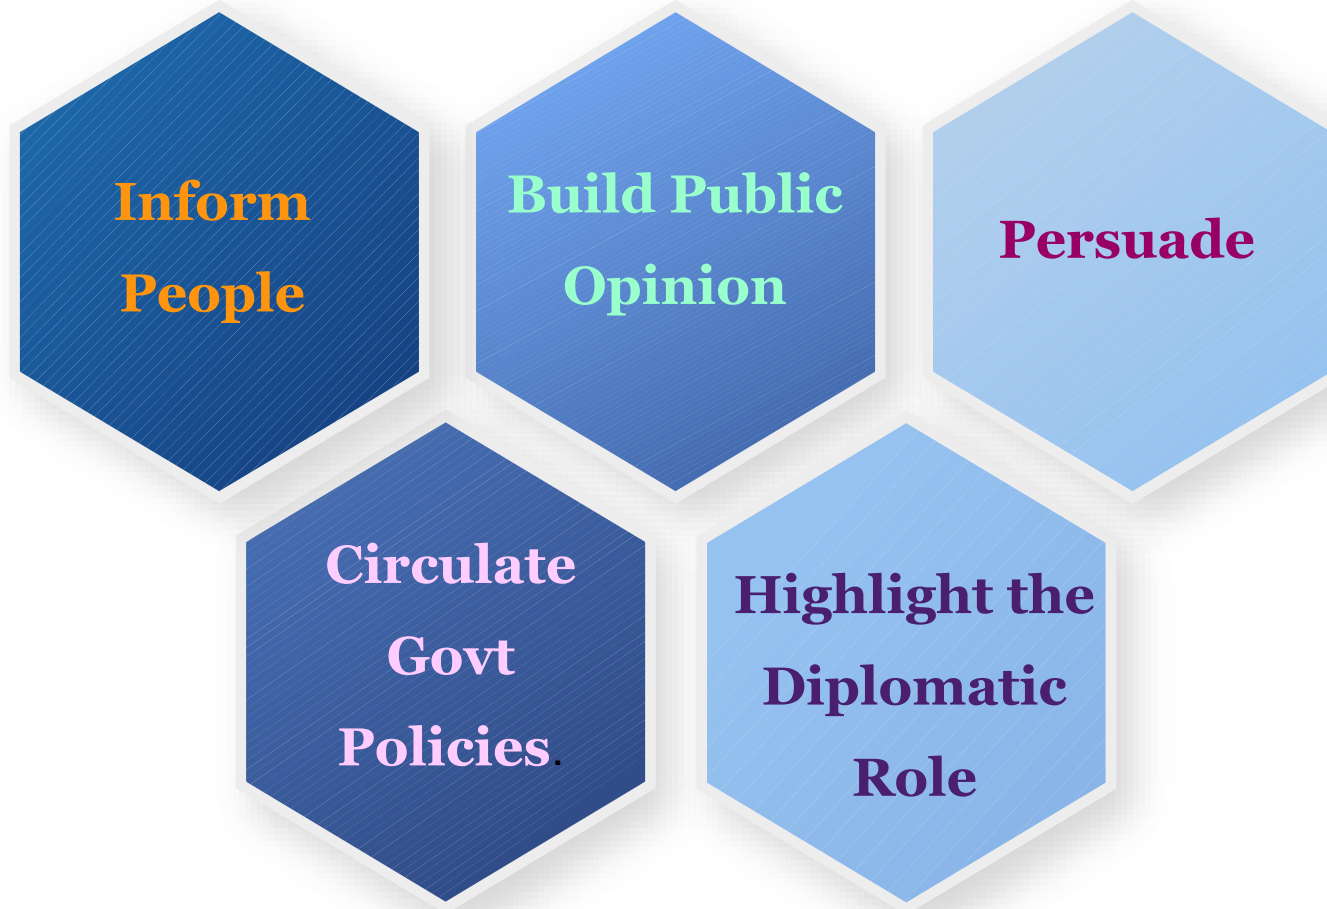 Inform
People
Build Public
Opinion
Persuade
Circulate
Govt
Policies.
Highlight the
Diplomatic
Role